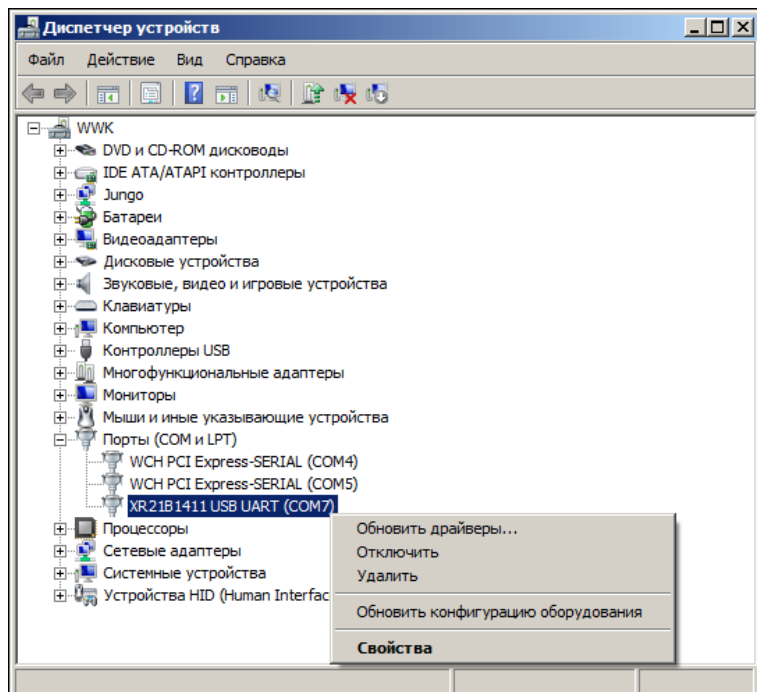 Диспетчер устройств
Файл Действие Вид Справка
WWK
DVD и CD-ROM дисководы
IDE ATA/ATAPI контроллеры
Jungo
Батареи
Видеоадаптеры
Дисковые устройства
Звуковые, видео и игровые устройства
Клавиатуры
Компьютер
Контроллеры USB
Многофункциональные адаптеры
Мониторы
Мыши и иные указывающие устройства
Порты (COM и LPT)
WCH PCI Express-SERIAL (COM4)
WCH PCI Express-SERIAL (COM5)
XR21B1411 USB UART (COM7)
Процессоры
Сетевые адаптеры
Системные устройства
Устройства HID (Human Interfac
Обновить драйверы...
Отключить
Удалить
Обновить конфигурацию оборудования
Свойства